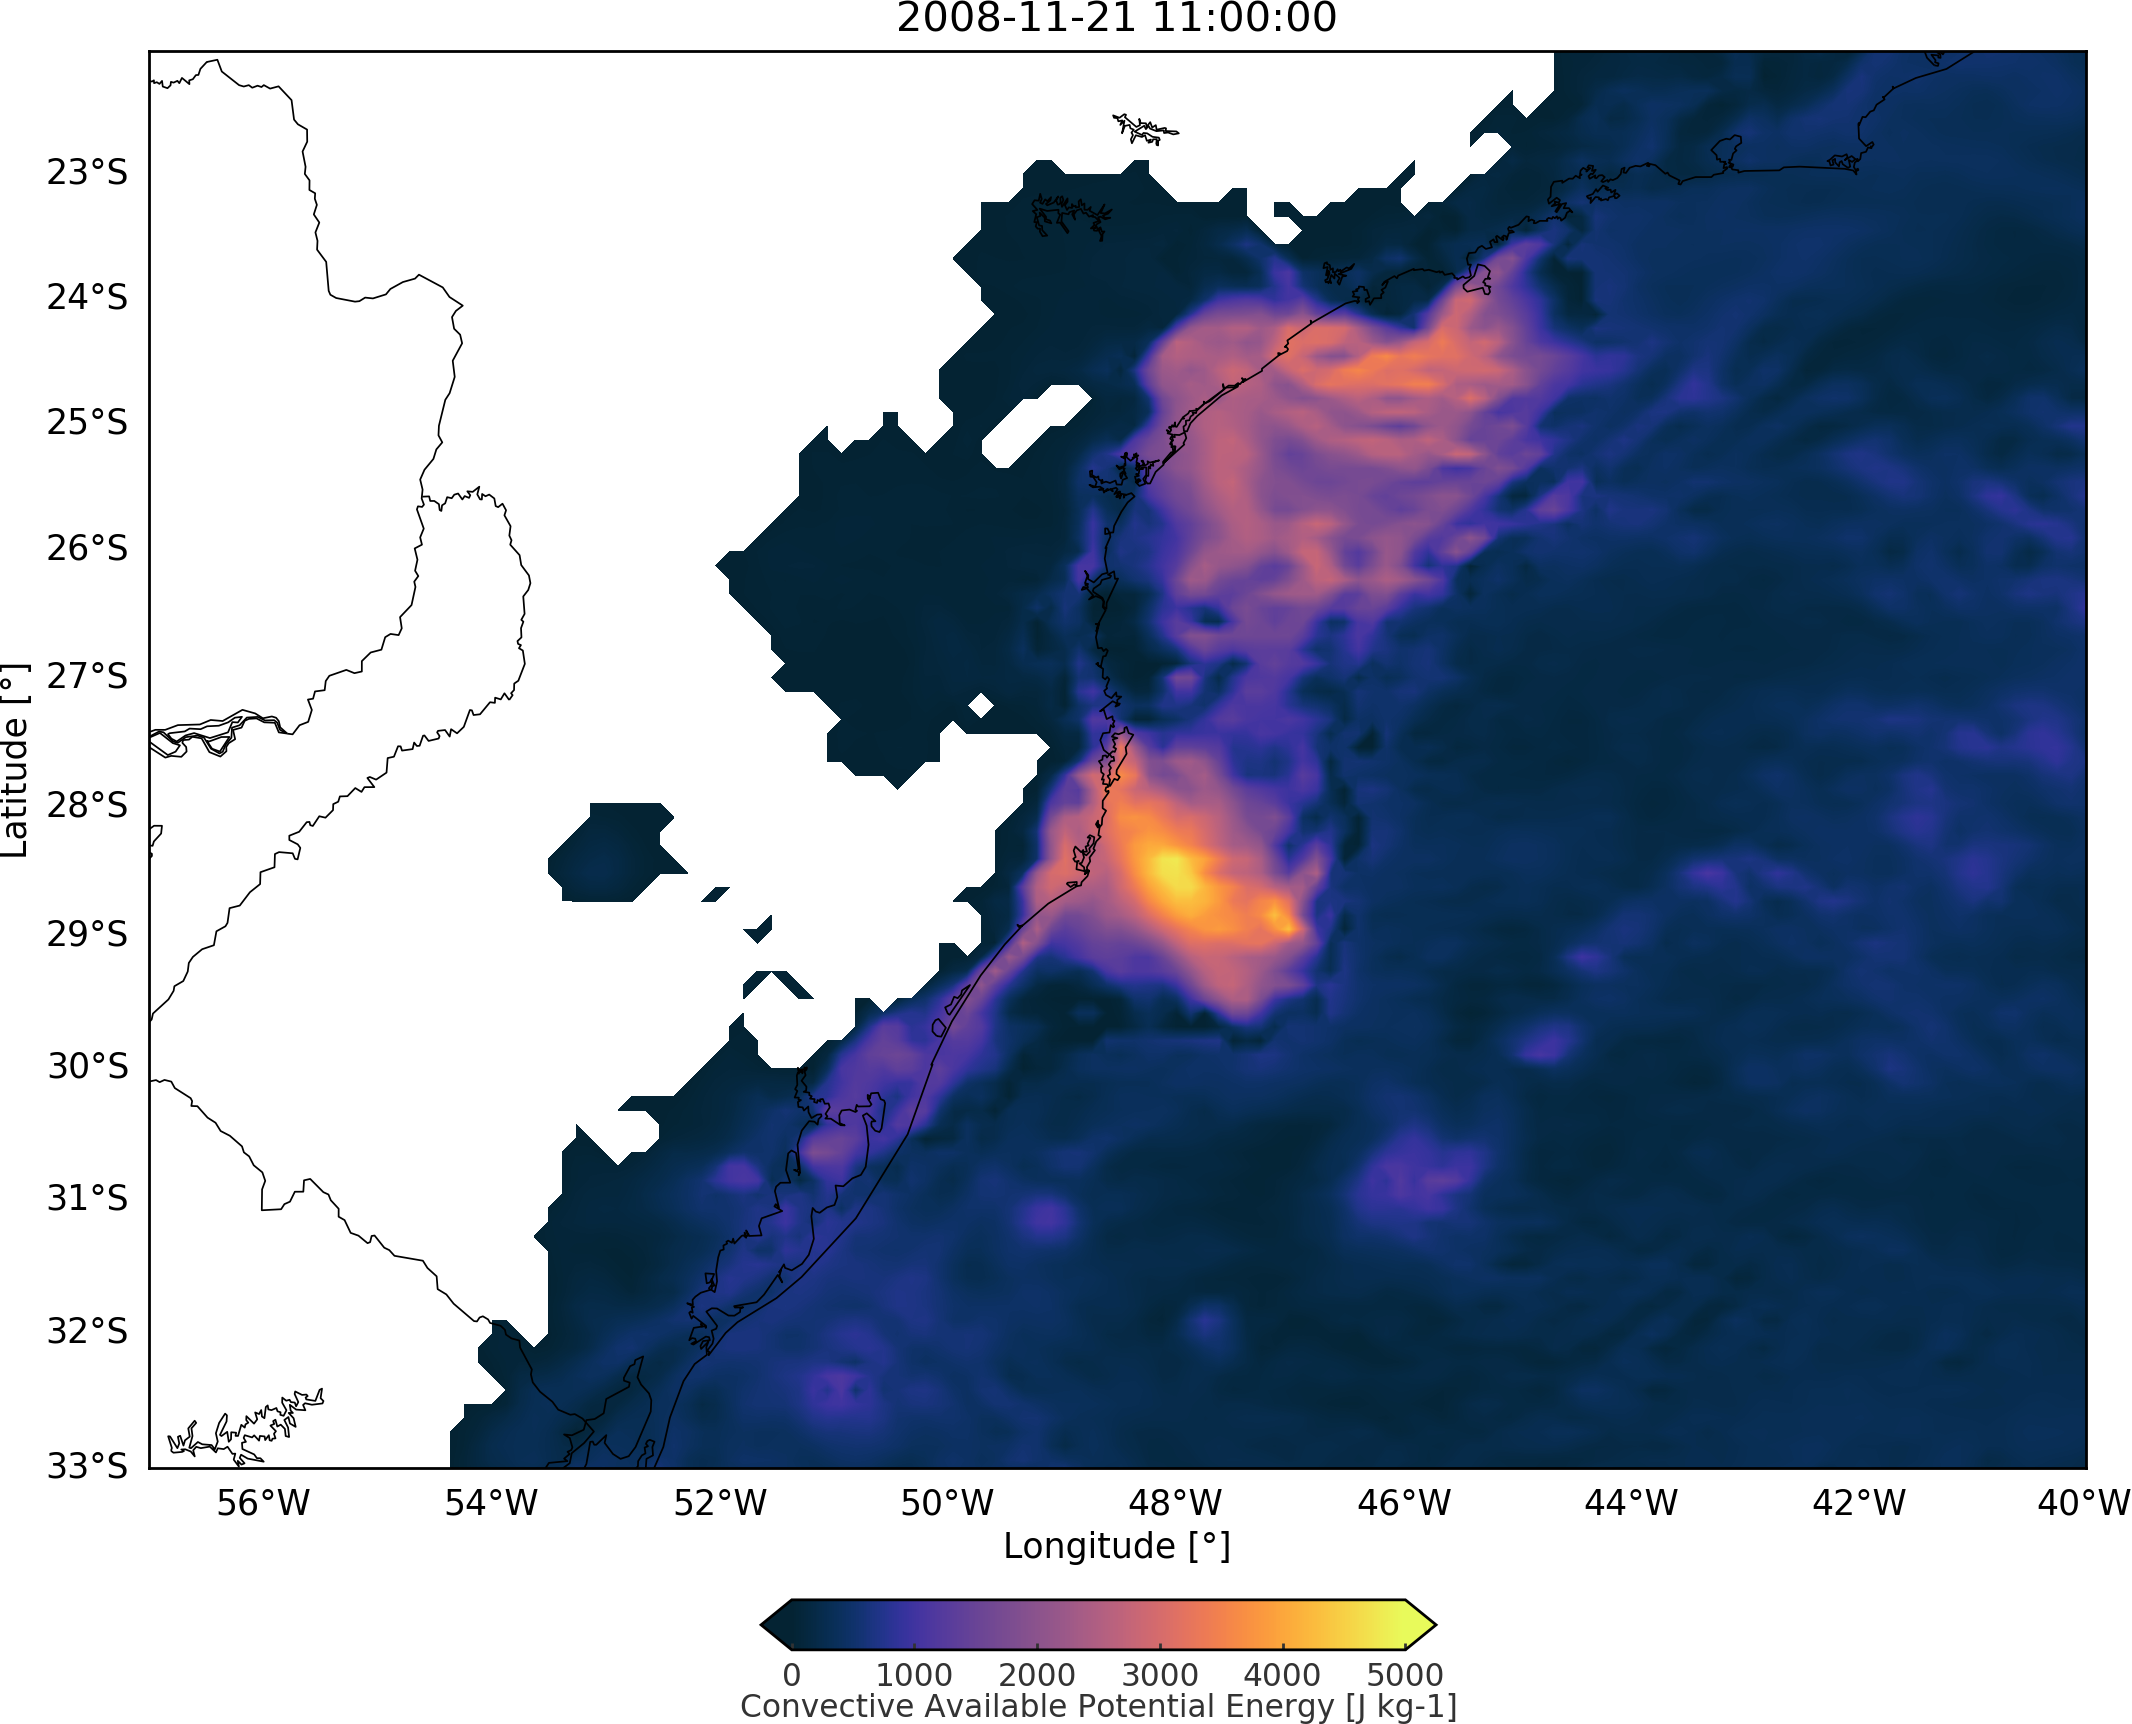 2008-11-21 11:00:00
23°S
24°S
25°S
26°S
27°S
28°S
29°S
30°S
31°S
32°S
33°S
Latitude [°]
56°W 54°W 52°W 50°W 48°W 46°W 44°W 42°W 40°W
Longitude [°]
0 1000 2000 3000 4000 5000
Convective Available Potential Energy [J kg-1]